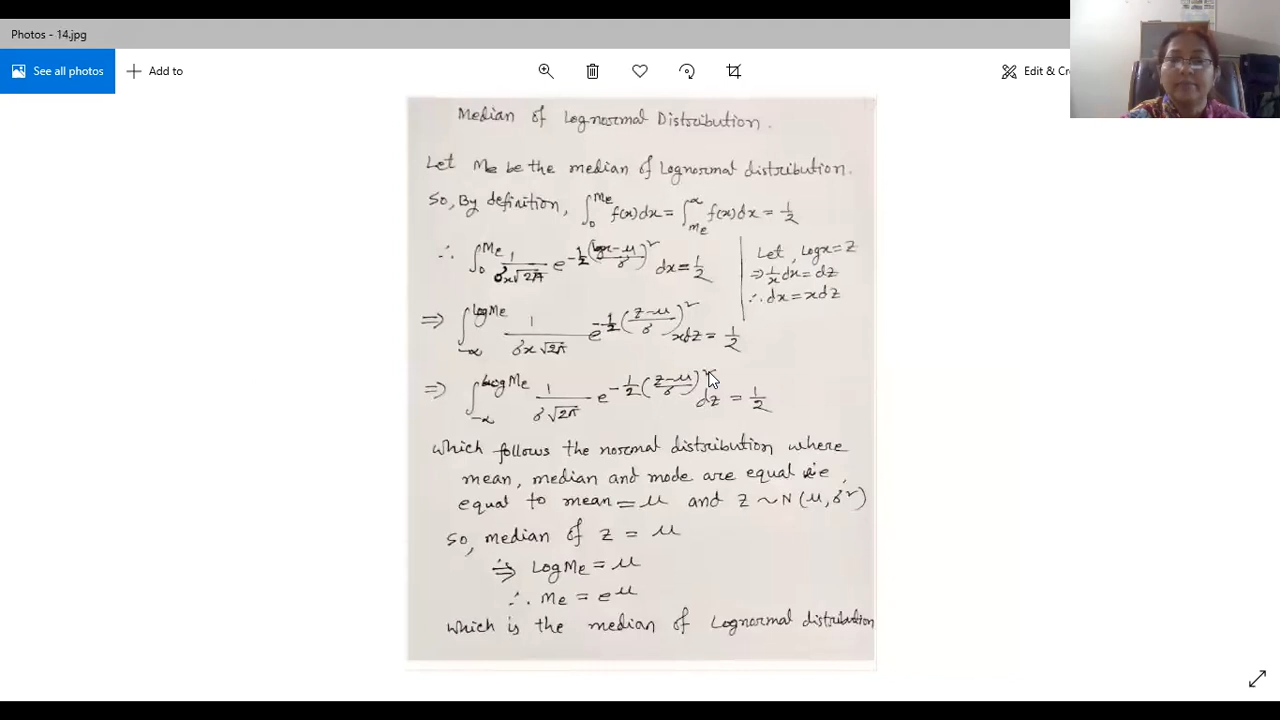 Photos - 14.jpg
See all photos
Add to
Edit & Cr
Median of Lognormal Distribution.
Let Me be the median of Lognormal distribution.
So, By definition, ∫₀^Me f(x)dx = ∫_Me^∝ f(x)dx = 1/2
∴ ∫₀^Me 1/(σx√2π) e^(-1/2((logx-μ)/σ)²) dx = 1/2
Let, Logx = Z
⇒ 1/x dx = dz
∴ dx = xdz
⇒ ∫_-∝^logMe 1/(σx√2π) e^(-1/2((z-μ)/σ)²) xdz = 1/2
⇒ ∫_-∝^LogMe 1/(σ√2π) e^(-1/2((z-μ)/σ)²) dz = 1/2
which follows the normal distribution where
mean, median and mode are equal i.e,
equal to mean = μ and Z ~ N(μ, σ²)
So, median of z = μ
⇒ LogMe = μ
∴ Me = e^μ
which is the median of Lognormal distribution